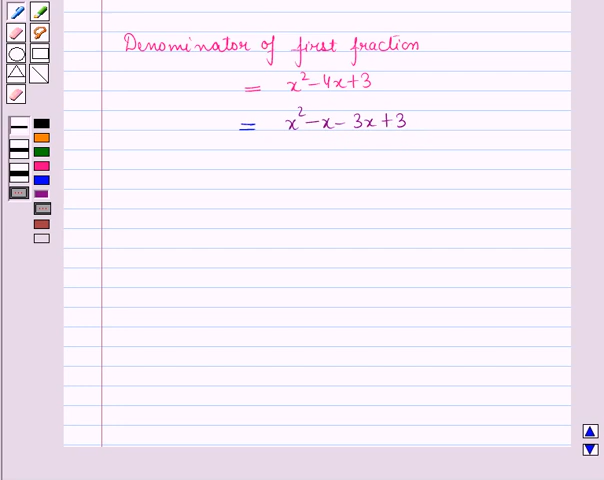 Denominator of first fraction
= x² - 4x + 3
= x² - x - 3x + 3